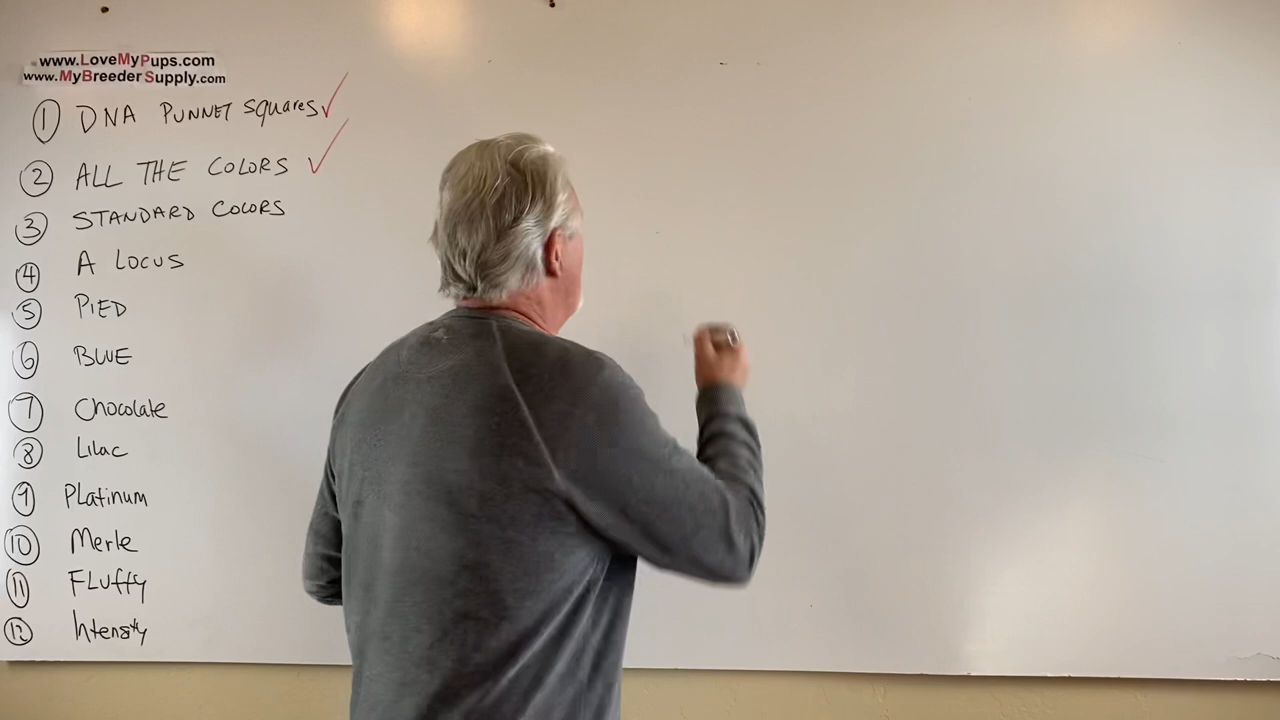 www.LoveMyPups.com
www.MyBreederSupply.com
1 DNA PUNNET Squares ✓
2 ALL THE COLORS ✓
3 STANDARD COLORS
4 A LOCUS
5 PIED
6 BLUE
7 Chocolate
8 Lilac
9 Platinum
10 Merle
11 FLuffy
12 Intensity